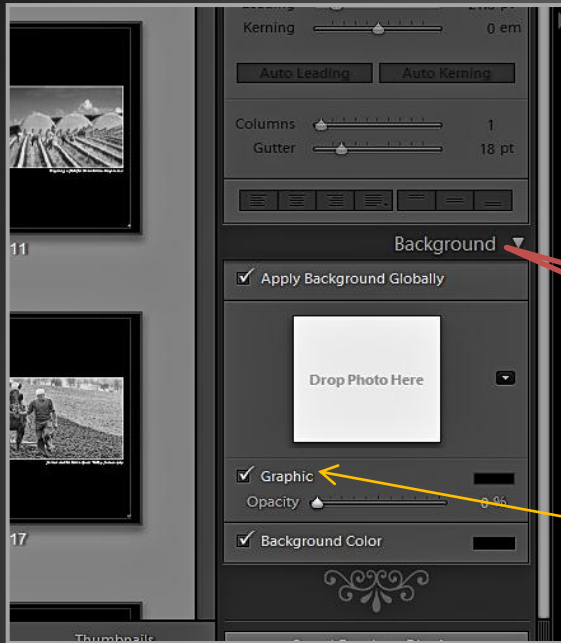 Kerning 0 em
Auto Leading Auto Kerning
Columns 1
Gutter 18 pt
11
Background
Apply Background Globally
Drop Photo Here
Graphic
Opacity 0 %
17
Background Color
Thumbnails